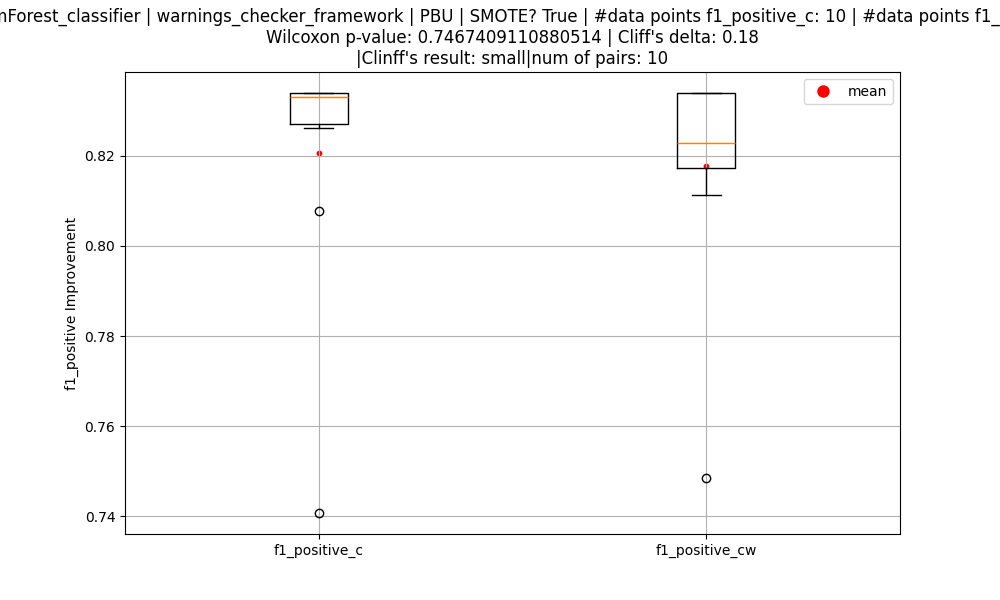 Forest_classifier | warnings_checker_framework | PBU | SMOTE? True | #data points f1_positive_c: 10 | #data points f1_
Wilcoxon p-value: 0.7467409110880514 | Cliff's delta: 0.18
|Clinff's result: small|num of pairs: 10
mean
0.82
0.80
0.78
0.76
0.74
f1_positive Improvement
f1_positive_c
f1_positive_cw